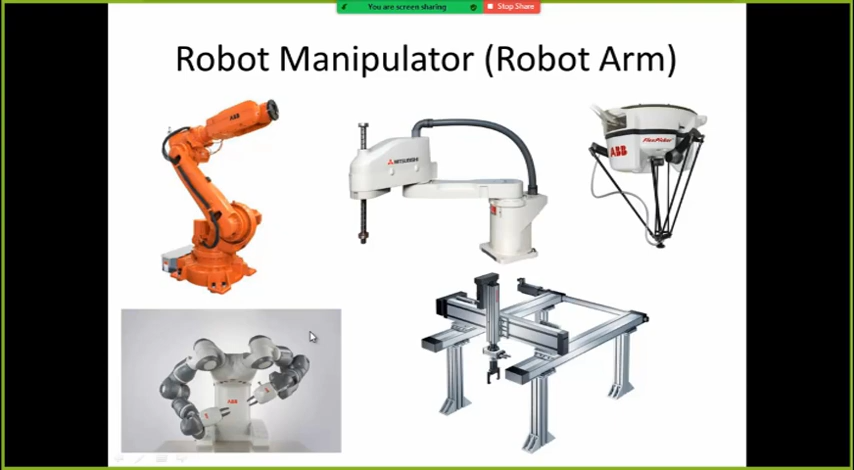 You are screen sharing
Stop Share
Robot Manipulator (Robot Arm)
ABB
MITSUBISHI
ABB
FlexPicker
ABB